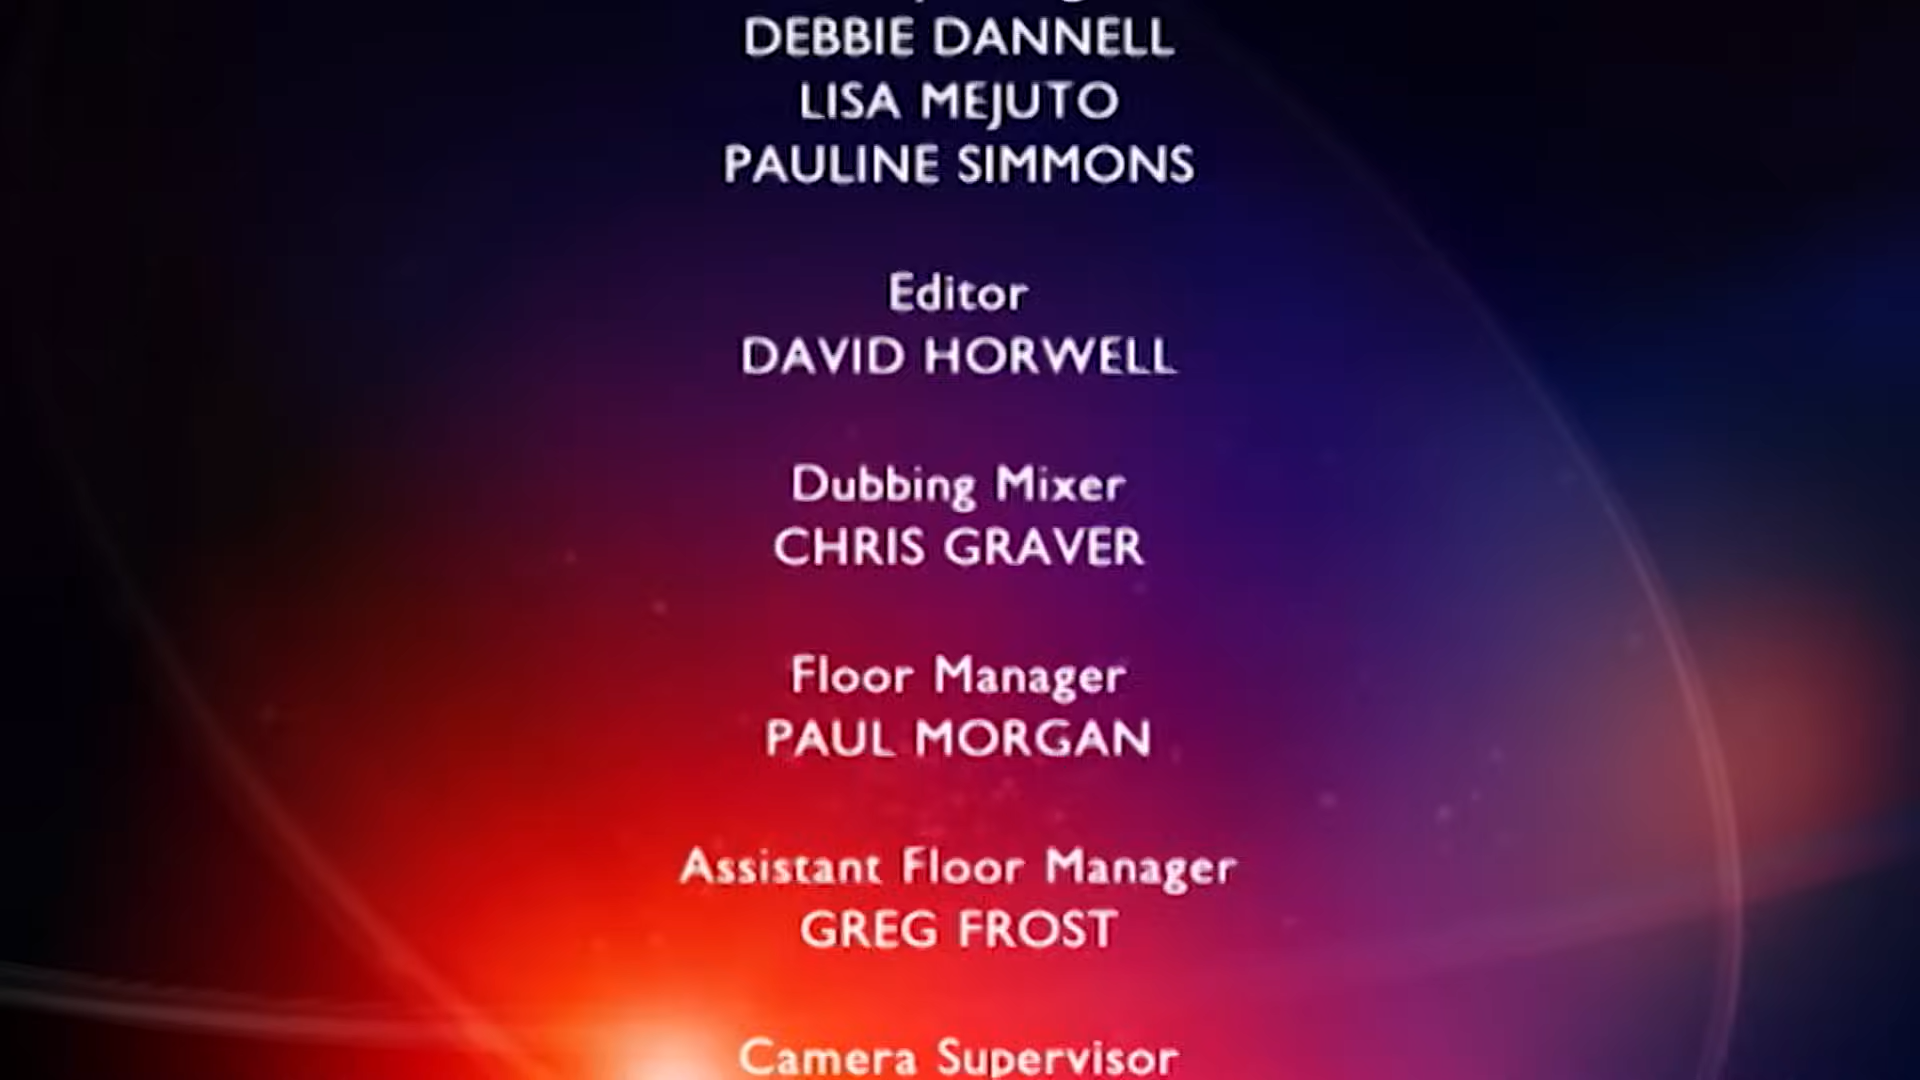 DEBBIE DANNELL
LISA MEJUTO
PAULINE SIMMONS
Editor
DAVID HORWELL
Dubbing Mixer
CHRIS GRAVER
Floor Manager
PAUL MORGAN
Assistant Floor Manager
GREG FROST
Camera Supervisor